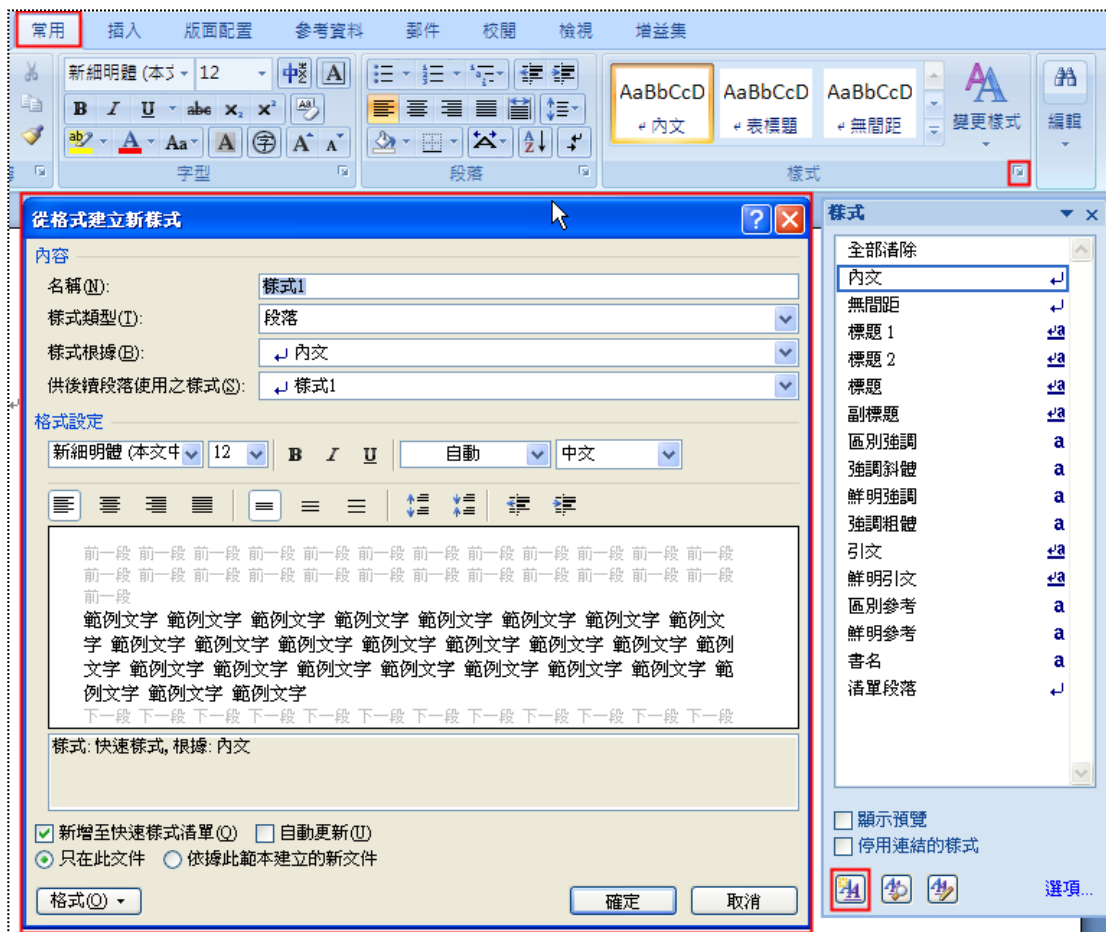 常用 插入 版面配置 參考資料 郵件 校閱 檢視 增益集
新細明體 (本文 12 中 A
B I U abc X₂ X² Aa
AaBbCcD AaBbCcD AaBbCcD
內文 表標題 無間距 變更樣式 編輯
ab A Aa A 字 A A
字型 段落 樣式
從格式建立新樣式
樣式
內容
名稱(N): 樣式1
樣式類型(T): 段落
樣式根據(B): 內文
供後續段落使用之樣式(S): 樣式1
格式設定
新細明體 (本文中 12 B I U 自動 中文
前一段 前一段 前一段 前一段 前一段 前一段 前一段 前一段 前一段 前一段 前一段 前一段
前一段 前一段 前一段 前一段 前一段 前一段 前一段 前一段 前一段 前一段 前一段 前一段
前一段
範例文字 範例文字 範例文字 範例文字 範例文字 範例文字 範例文字 範例文
字 範例文字 範例文字 範例文字 範例文字 範例文字 範例文字 範例文字 範例
文字 範例文字 範例文字 範例文字 範例文字 範例文字 範例文字 範例文字 範
例文字 範例文字 範例文字
下一段 下一段 下一段 下一段 下一段 下一段 下一段 下一段 下一段 下一段 下一段 下一段
樣式: 快速樣式, 根據: 內文
新增至快速樣式清單(Q) 自動更新(U)
只在此文件 依據此範本建立的新文件
格式(O) 確定 取消
全部清除
內文
無間距
標題 1
標題 2
標題
副標題
區別強調 a
強調斜體 a
鮮明強調 a
強調粗體 a
引文
鮮明引文
區別參考 a
鮮明參考 a
書名 a
清單段落
顯示預覽
停用連結的樣式
選項...